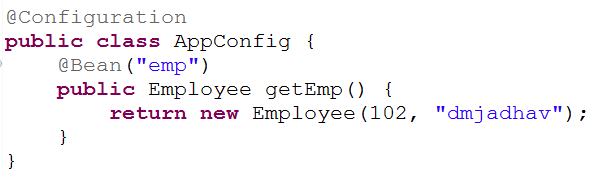 @Configuration
public class AppConfig {
    @Bean("emp")
    public Employee getEmp() {
        return new Employee(102, "dmjadhav");
    }
}